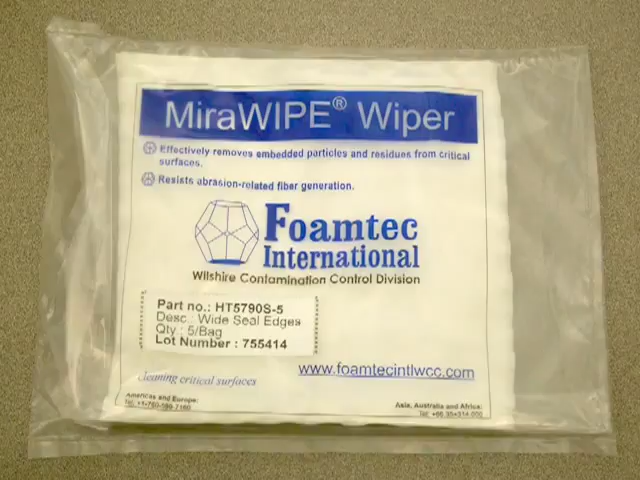 MiraWIPE® Wiper
Effectively removes embedded particles and residues from critical
surfaces.
Resists abrasion-related fiber generation.
Foamtec
International
Wilshire Contamination Control Division
Part no.: HT5790S-5
Desc.: Wide Seal Edges
Qty : 5/Bag
Lot Number : 755414
www.foamtecintlwcc.com
cleaning critical surfaces
Americas and Europe:
Asia, Australia and Africa: